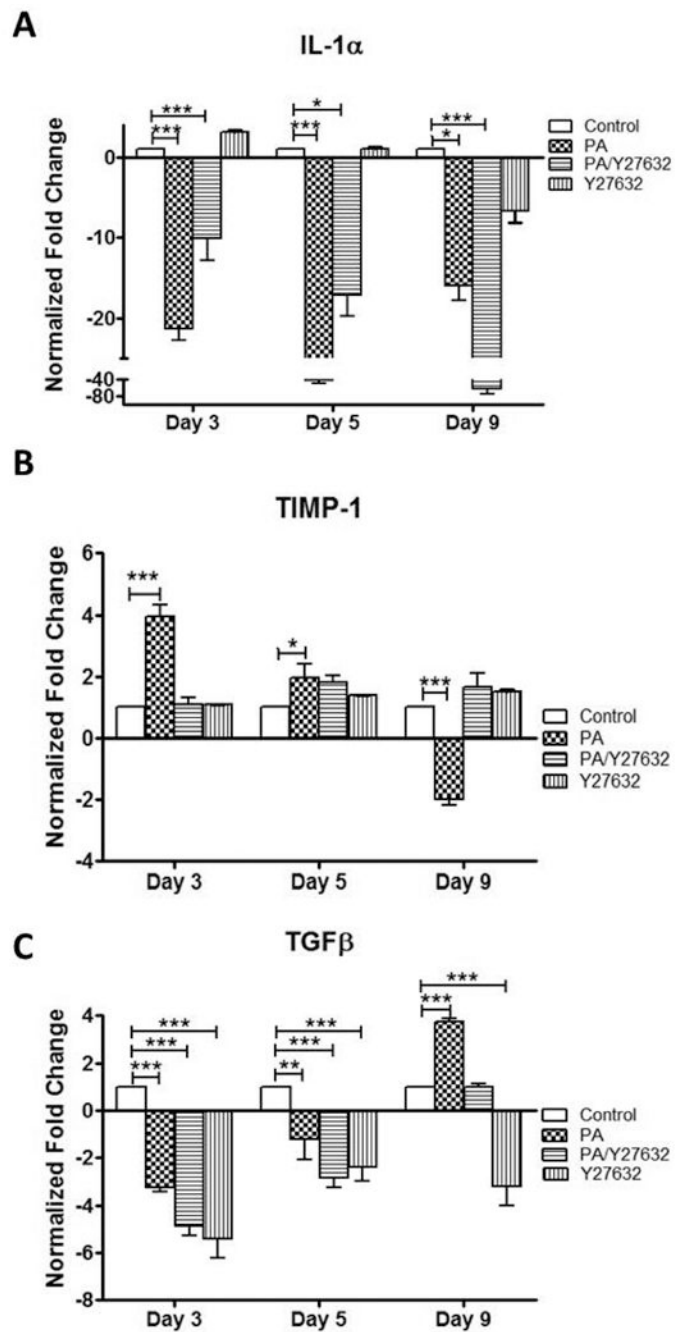 A
IL-1α
Normalized Fold Change
0
-10
-20
-40
-80
*** *** * *** *** *
Day 3 Day 5 Day 9
Control
PA
PA/Y27632
Y27632
B
TIMP-1
Normalized Fold Change
6
4
2
0
-2
-4
*** * ***
Day 3 Day 5 Day 9
Control
PA
PA/Y27632
Y27632
C
TGFβ
Normalized Fold Change
4
2
0
-2
-4
-6
-8
*** *** *** *** *** ** *** ***
Day 3 Day 5 Day 9
Control
PA
PA/Y27632
Y27632